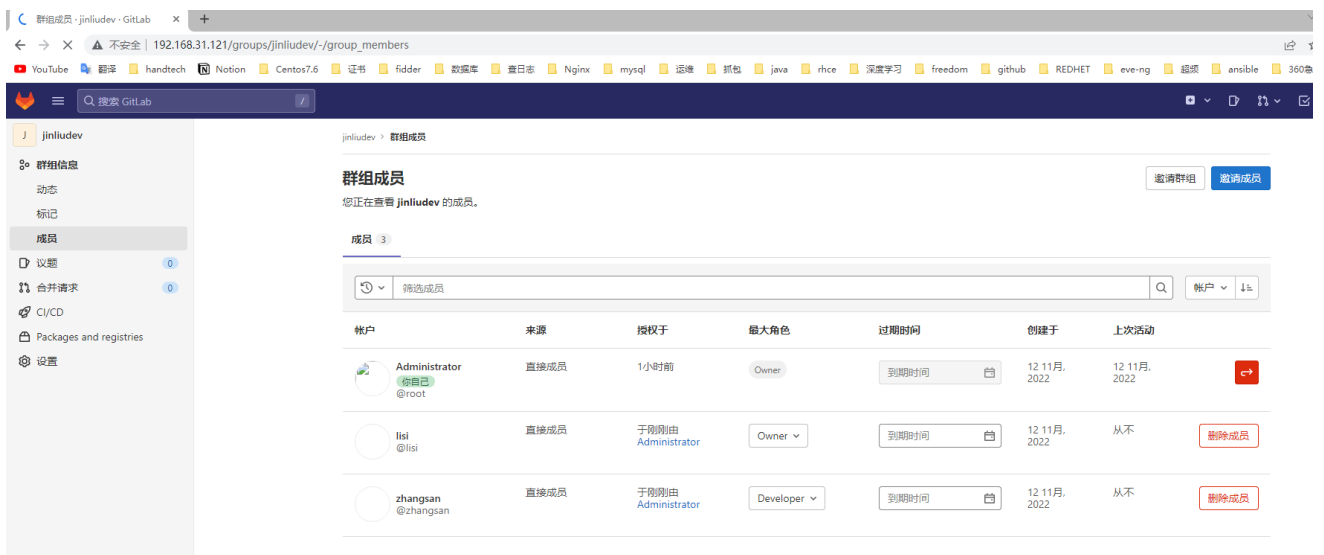 群组成员 · jinliudev · GitLab × +
不安全 | 192.168.31.121/groups/jinliudev/-/group_members
YouTube 翻译 handtech Notion Centos7.6 证书 fidder 数据库 查日志 Nginx mysql 运维 抓包 java rhce 深度学习 freedom github REDHET eve-ng 超频 ansible
搜索 GitLab /
J jinliudev
jinliudev > 群组成员
群组信息
动态
标记
成员
议题 0
合并请求 0
CI/CD
Packages and registries
设置
群组成员
邀请群组 邀请成员
您正在查看 jinliudev 的成员。
成员 3
筛选成员 帐户
帐户 来源 授权于 最大角色 过期时间 创建于 上次活动
Administrator 直接成员 1小时前 Owner 到期时间 12 11月, 12 11月,
你自己 2022 2022
@root
lisi 直接成员 于刚刚由 Owner 到期时间 12 11月, 从不 删除成员
@lisi Administrator 2022
zhangsan 直接成员 于刚刚由 Developer 到期时间 12 11月, 从不 删除成员
@zhangsan Administrator 2022